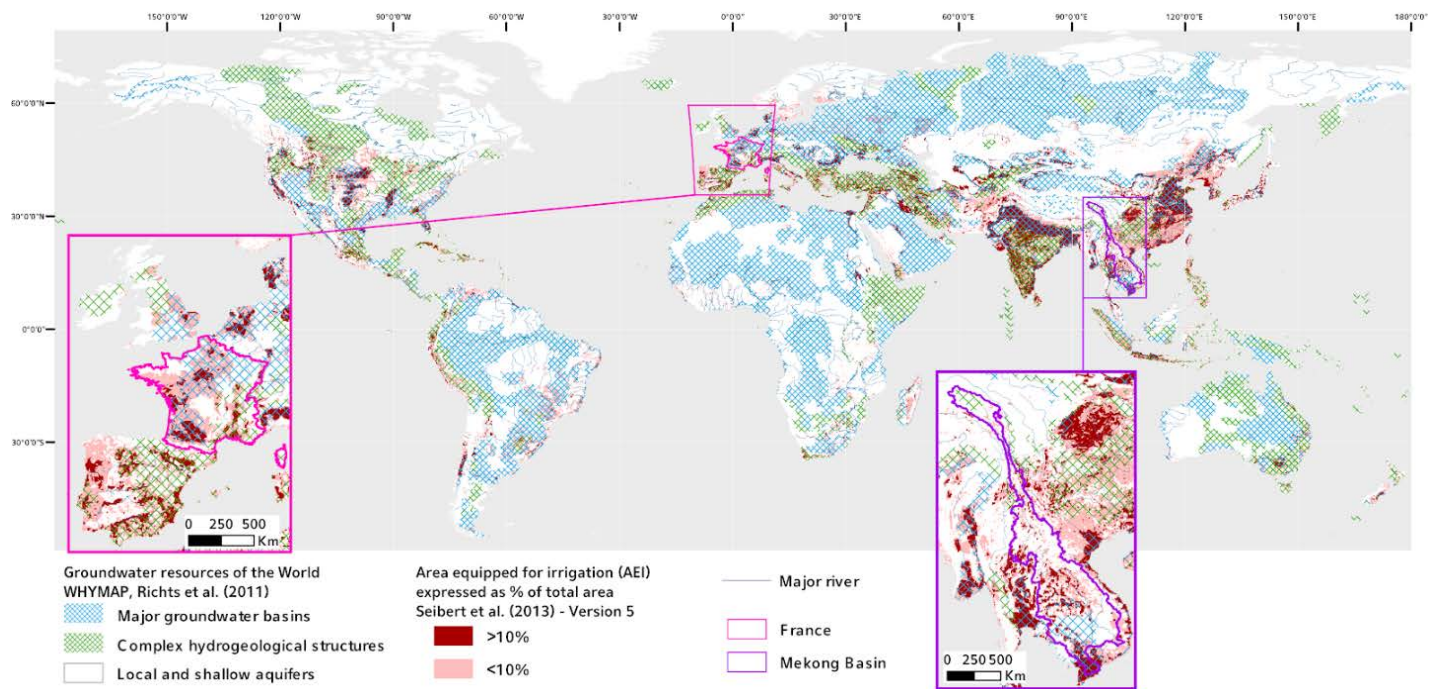 150°0'0"W 120°0'0"W 90°0'0"W 60°0'0"W 30°0'0"W 0°0'0" 30°0'0"E 60°0'0"E 90°0'0"E 120°0'0"E 150°0'0"E 180°0'0"
60°0'0"N
30°0'0"N
0°0'0"
30°0'0"S
0 250 500
Km
0 250 500
Km
Groundwater resources of the World
WHYMAP, Richts et al. (2011)
Major groundwater basins
Complex hydrogeological structures
Local and shallow aquifers
Area equipped for irrigation (AEI)
expressed as % of total area
Seibert et al. (2013) - Version 5
>10%
<10%
Major river
France
Mekong Basin